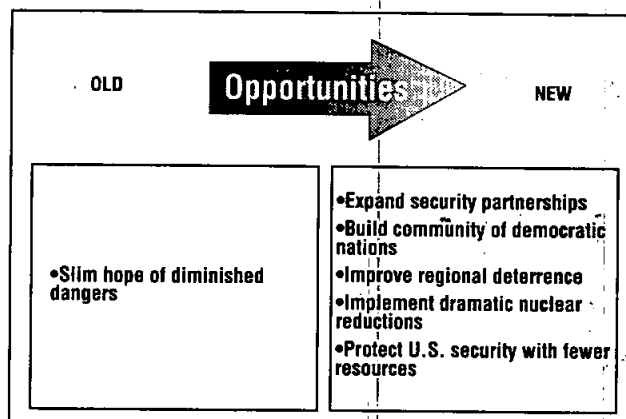 OLD
Opportunities
NEW
•Slim hope of diminished
dangers
•Expand security partnerships
•Build community of democratic
nations
•Improve regional deterrence
•Implement dramatic nuclear
reductions
•Protect U.S. security with fewer
resources